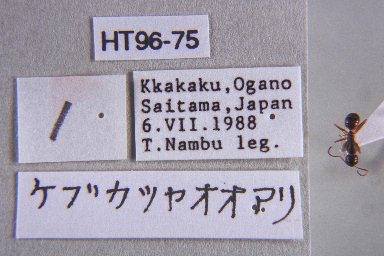 HT96-75
Kkakaku,Ogano
Saitama,Japan
6.VII.1988
T.Nambu leg.
ケブカツヤオオアリ